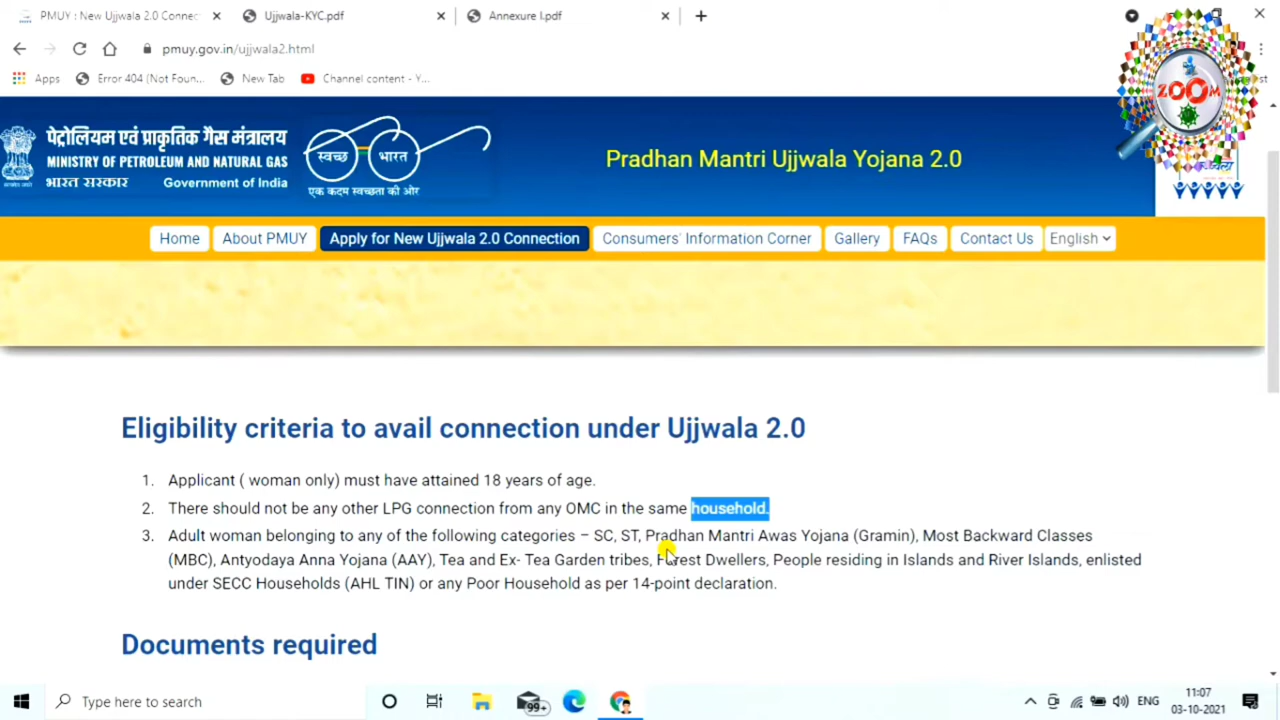 PMUY : New Ujjwala 2.0 Connec
Ujjwala-KYC.pdf
Annexure I.pdf
pmuy.gov.in/ujjwala2.html
Apps
Error 404 (Not Foun...
New Tab
Channel content - Y...
ZOOM
पेट्रोलियम एवं प्राकृतिक गैस मंत्रालय
MINISTRY OF PETROLEUM AND NATURAL GAS
भारत सरकार Government of India
स्वच्छ भारत
एक कदम स्वच्छता की ओर
Pradhan Mantri Ujjwala Yojana 2.0
Home
About PMUY
Apply for New Ujjwala 2.0 Connection
Consumers' Information Corner
Gallery
FAQs
Contact Us
English
Eligibility criteria to avail connection under Ujjwala 2.0
1. Applicant ( woman only) must have attained 18 years of age.
2. There should not be any other LPG connection from any OMC in the same household.
3. Adult woman belonging to any of the following categories – SC, ST, Pradhan Mantri Awas Yojana (Gramin), Most Backward Classes
(MBC), Antyodaya Anna Yojana (AAY), Tea and Ex- Tea Garden tribes, Forest Dwellers, People residing in Islands and River Islands, enlisted
under SECC Households (AHL TIN) or any Poor Household as per 14-point declaration.
Documents required
Type here to search
99+
ENG
11:07
03-10-2021